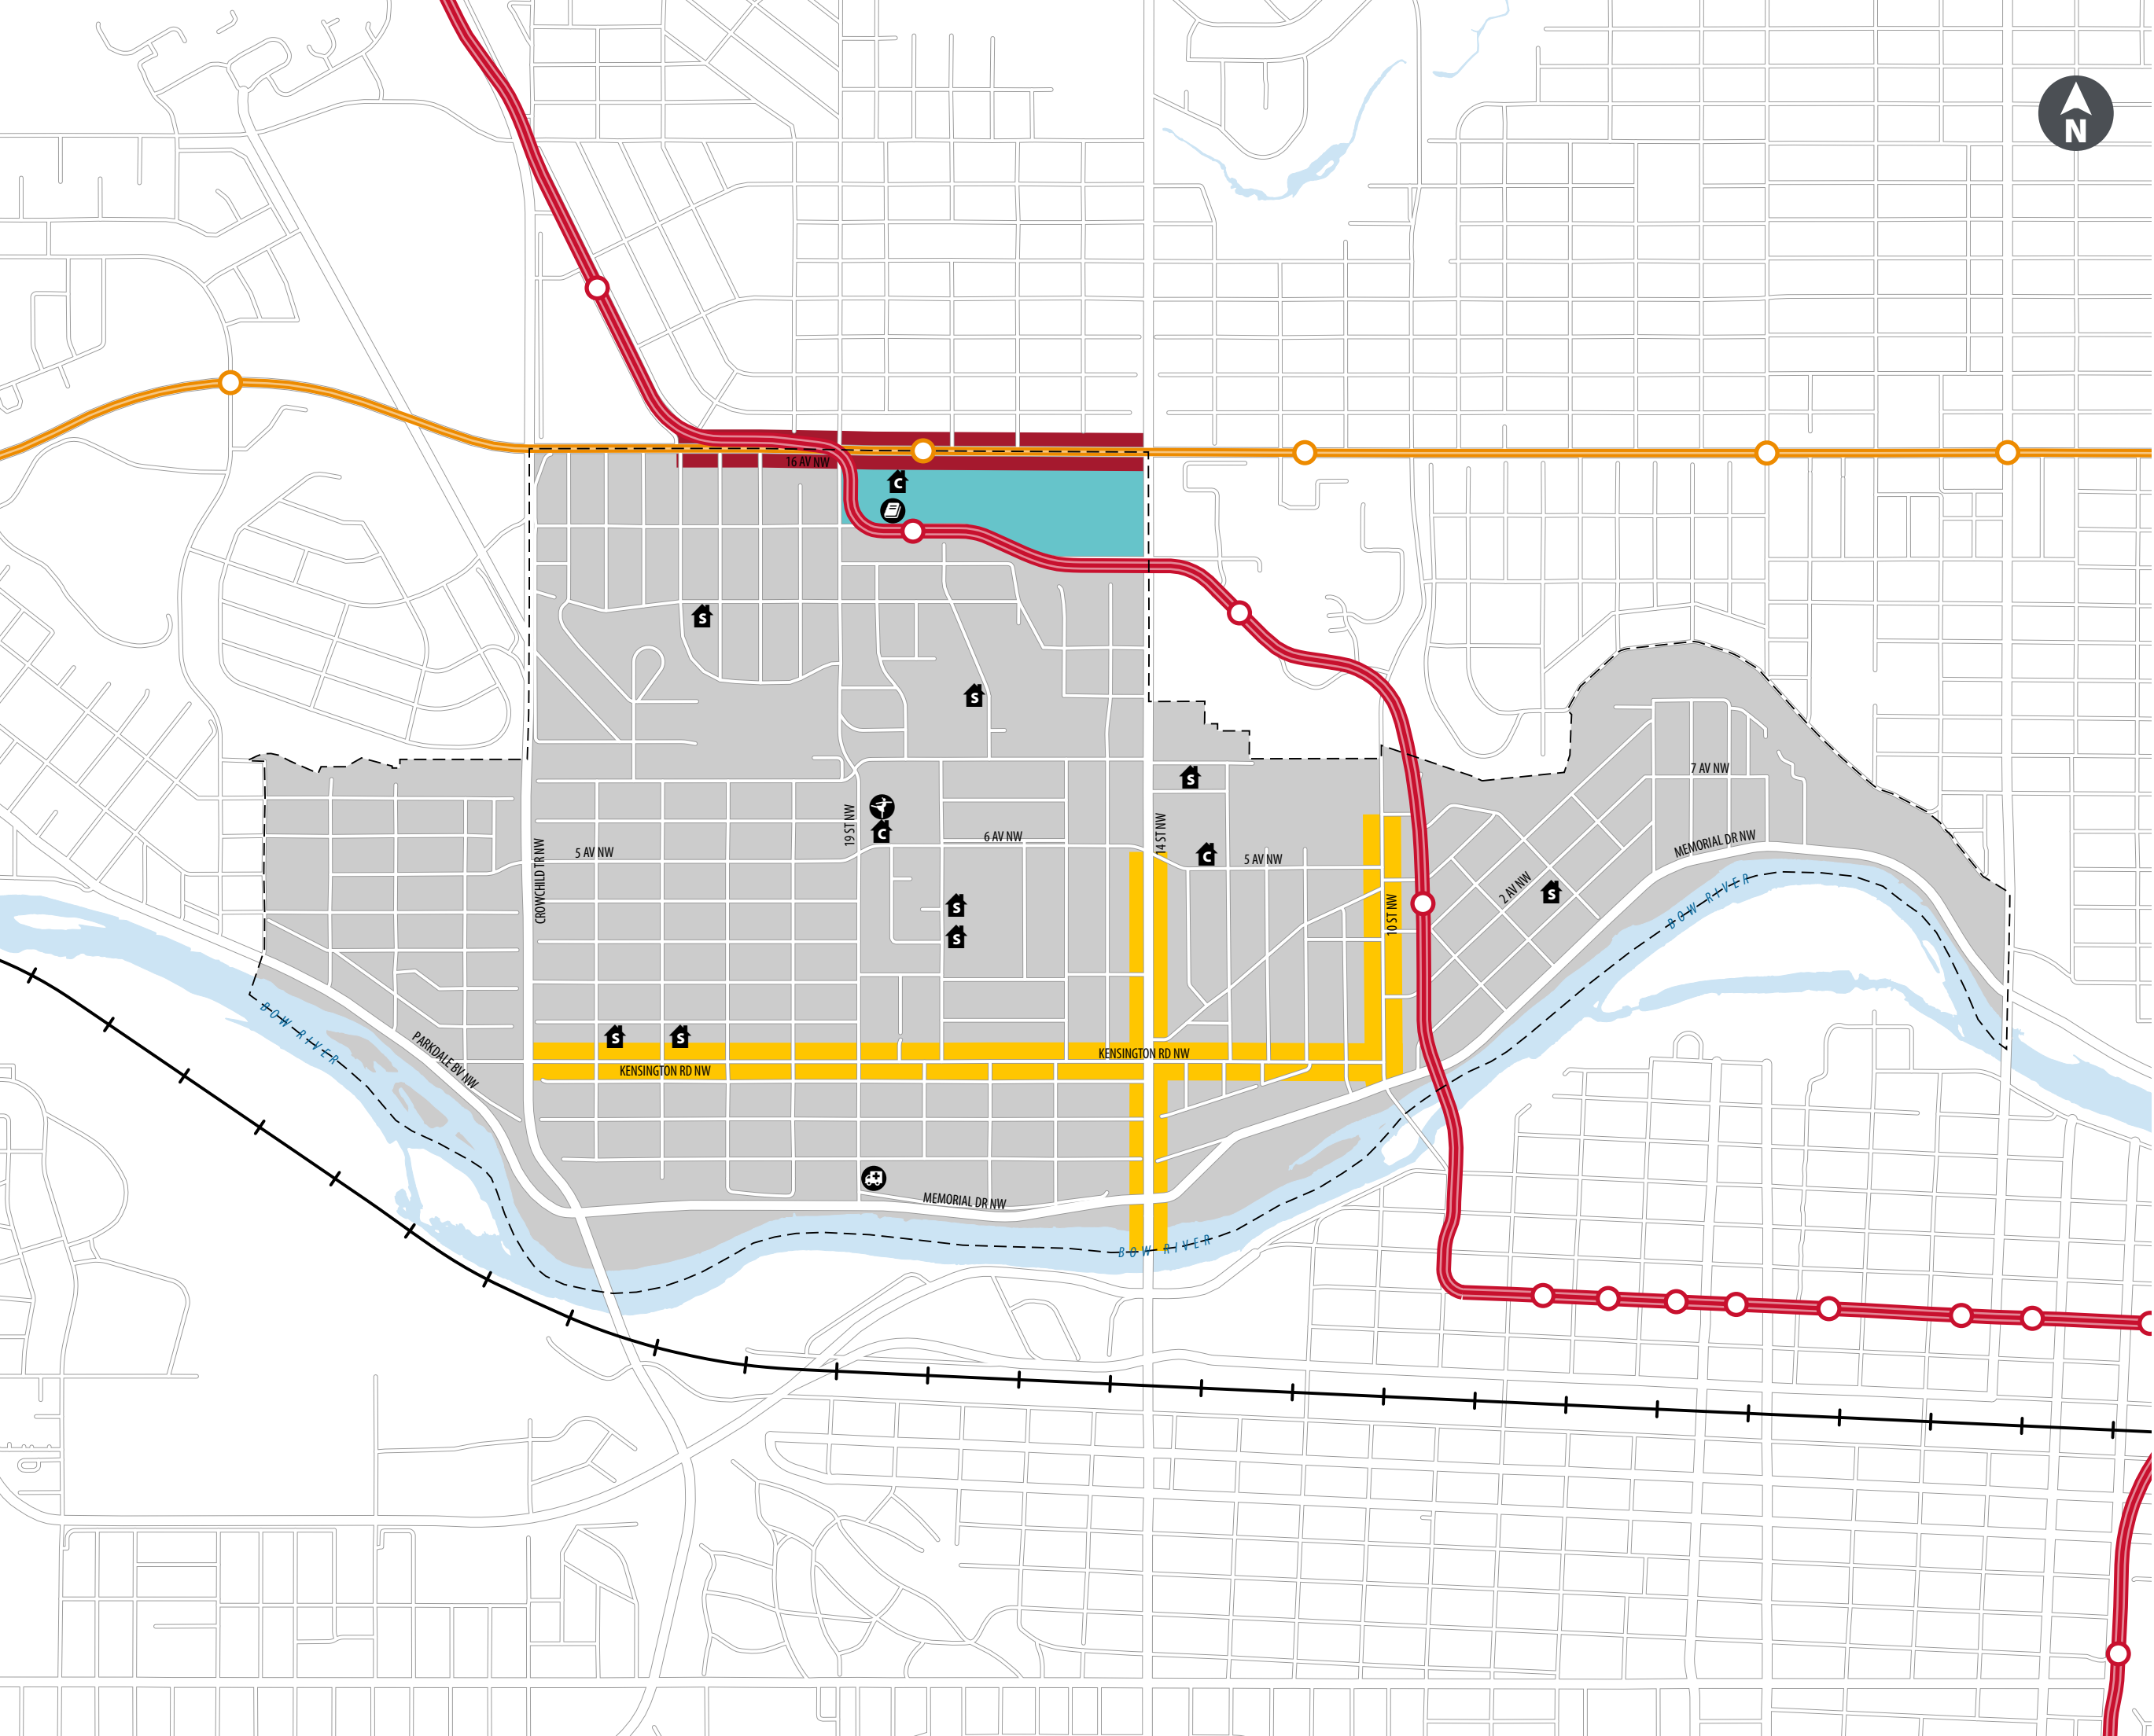 N
16 AV NW
C
S
S
S
7 AV NW
19 ST NW
C
6 AV NW
14 ST NW
MEMORIAL DR NW
5 AV NW
CROWCHILD TR NW
C
5 AV NW
2 AV NW
S
BOW RIVER
10 ST NW
S
S
BOW RIVER
S
S
PARKDALE BV NW
KENSINGTON RD NW
KENSINGTON RD NW
MEMORIAL DR NW
BOW RIVER